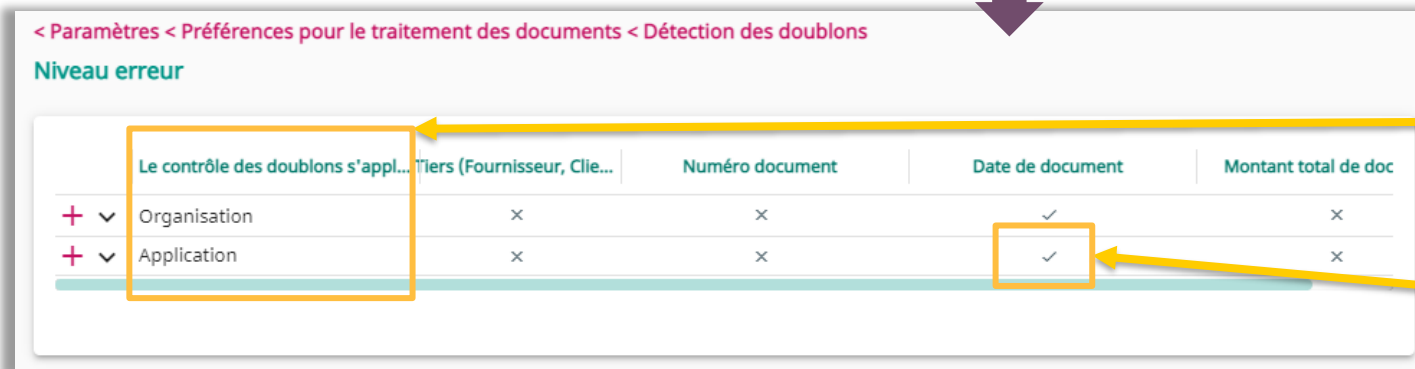 < Paramètres < Préférences pour le traitement des documents < Détection des doublons
Niveau erreur
Le contrôle des doublons s'appl... Tiers (Fournisseur, Clie... Numéro document Date de document Montant total de doc
Organisation
Application